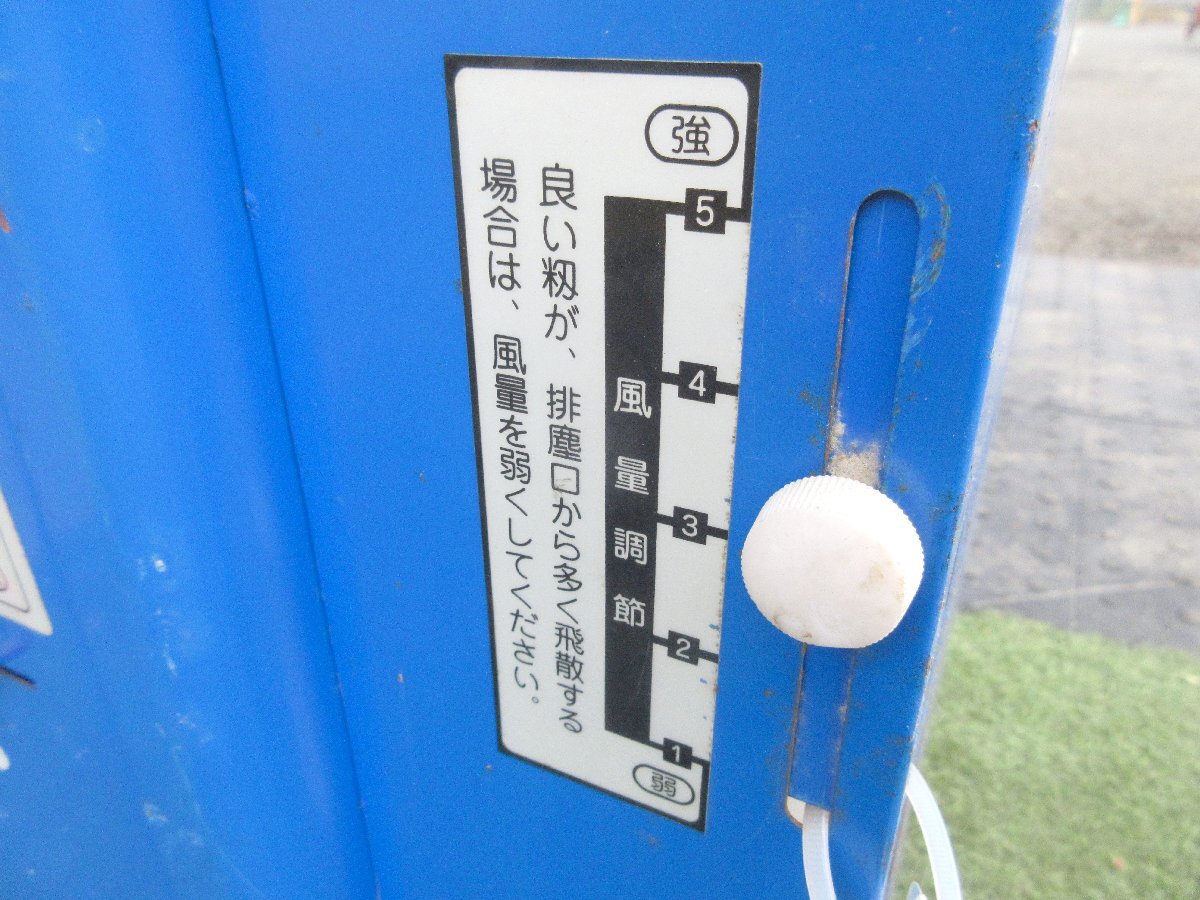 強
5
4
3
2
1
弱
風量調節
良い籾が、排塵口から多く飛散する
場合は、風量を弱くしてください。